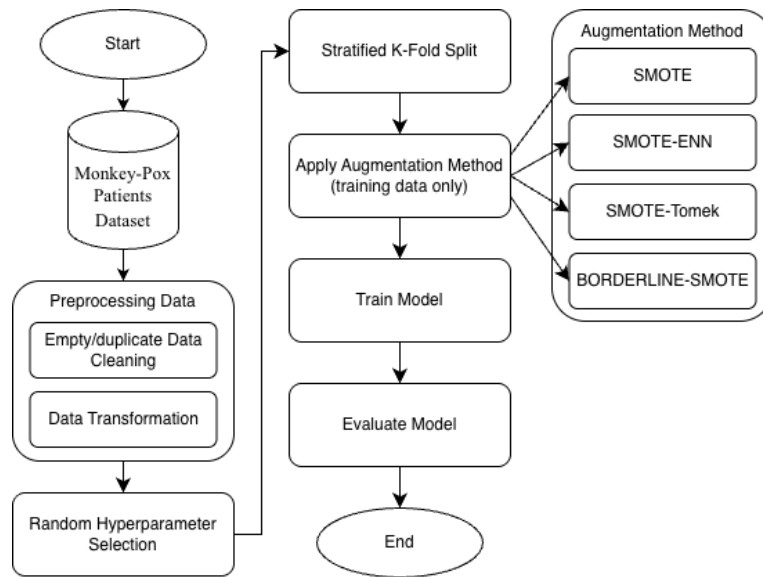 Start
Monkey-Pox
Patients
Dataset
Preprocessing Data
Empty/duplicate Data
Cleaning
Data Transformation
Random Hyperparameter
Selection
Stratified K-Fold Split
Apply Augmentation Method
(training data only)
Train Model
Evaluate Model
End
Augmentation Method
SMOTE
SMOTE-ENN
SMOTE-Tomek
BORDERLINE-SMOTE